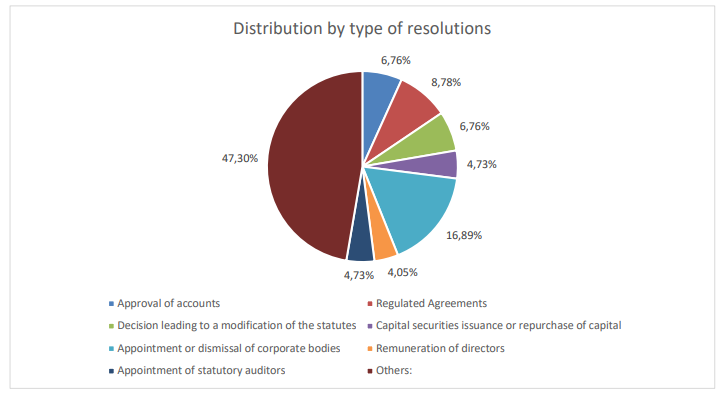 Distribution by type of resolutions
6,76%
8,78%
6,76%
47,30%
4,73%
16,89%
4,73%
4,05%
Approval of accounts
Regulated Agreements
Decision leading to a modification of the statutes
Capital securities issuance or repurchase of capital
Appointment or dismissal of corporate bodies
Remuneration of directors
Appointment of statutory auditors
Others: